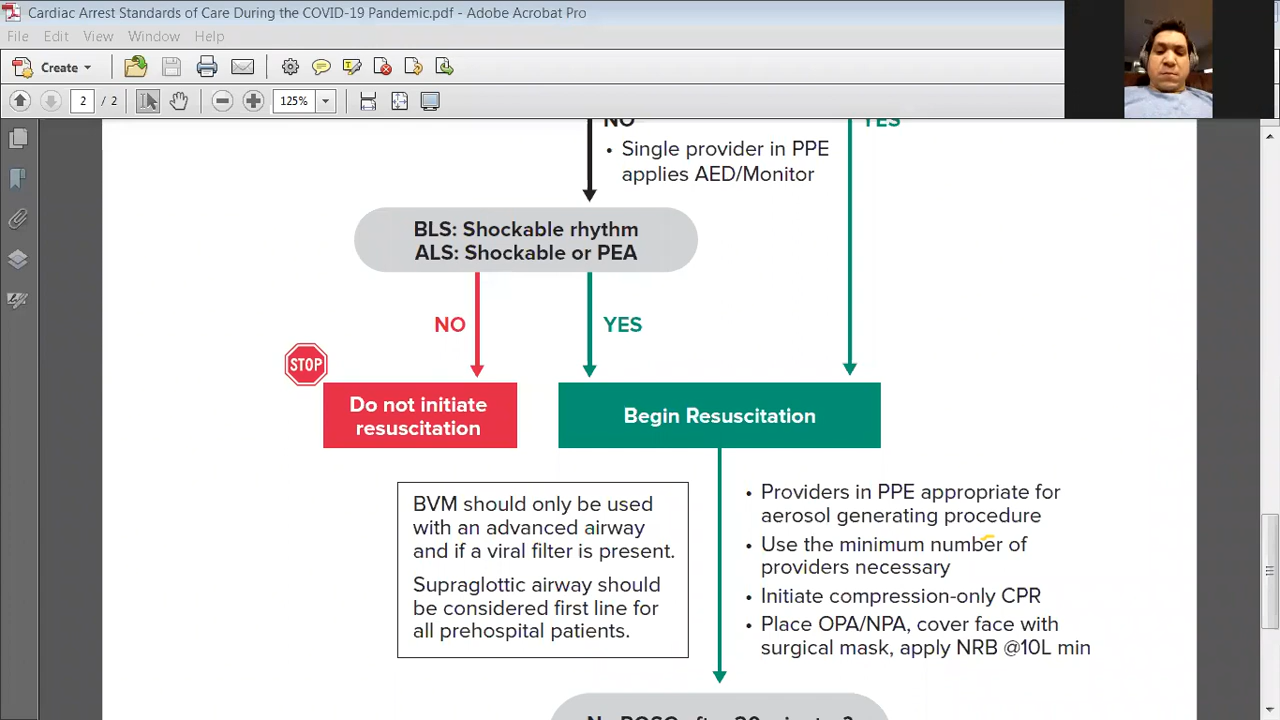 Cardiac Arrest Standards of Care During the COVID-19 Pandemic.pdf - Adobe Acrobat Pro
File Edit View Window Help
Create
2 / 2 125%
NO
YES
• Single provider in PPE
applies AED/Monitor
BLS: Shockable rhythm
ALS: Shockable or PEA
NO
YES
STOP
Do not initiate
resuscitation
Begin Resuscitation
BVM should only be used
with an advanced airway
and if a viral filter is present.
Supraglottic airway should
be considered first line for
all prehospital patients.
• Providers in PPE appropriate for
aerosol generating procedure
• Use the minimum number of
providers necessary
• Initiate compression-only CPR
• Place OPA/NPA, cover face with
surgical mask, apply NRB @10L min
No ROSC after 20 minutes?